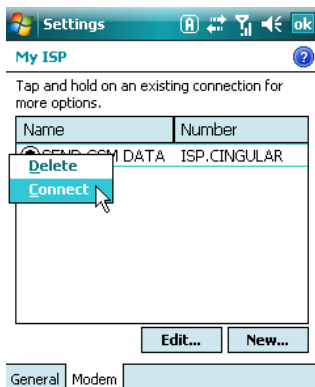 Settings ok
My ISP
Tap and hold on an existing connection for
more options.
Name Number
DATA ISP.CINGULAR
Delete
Connect
Edit... New...
General Modem